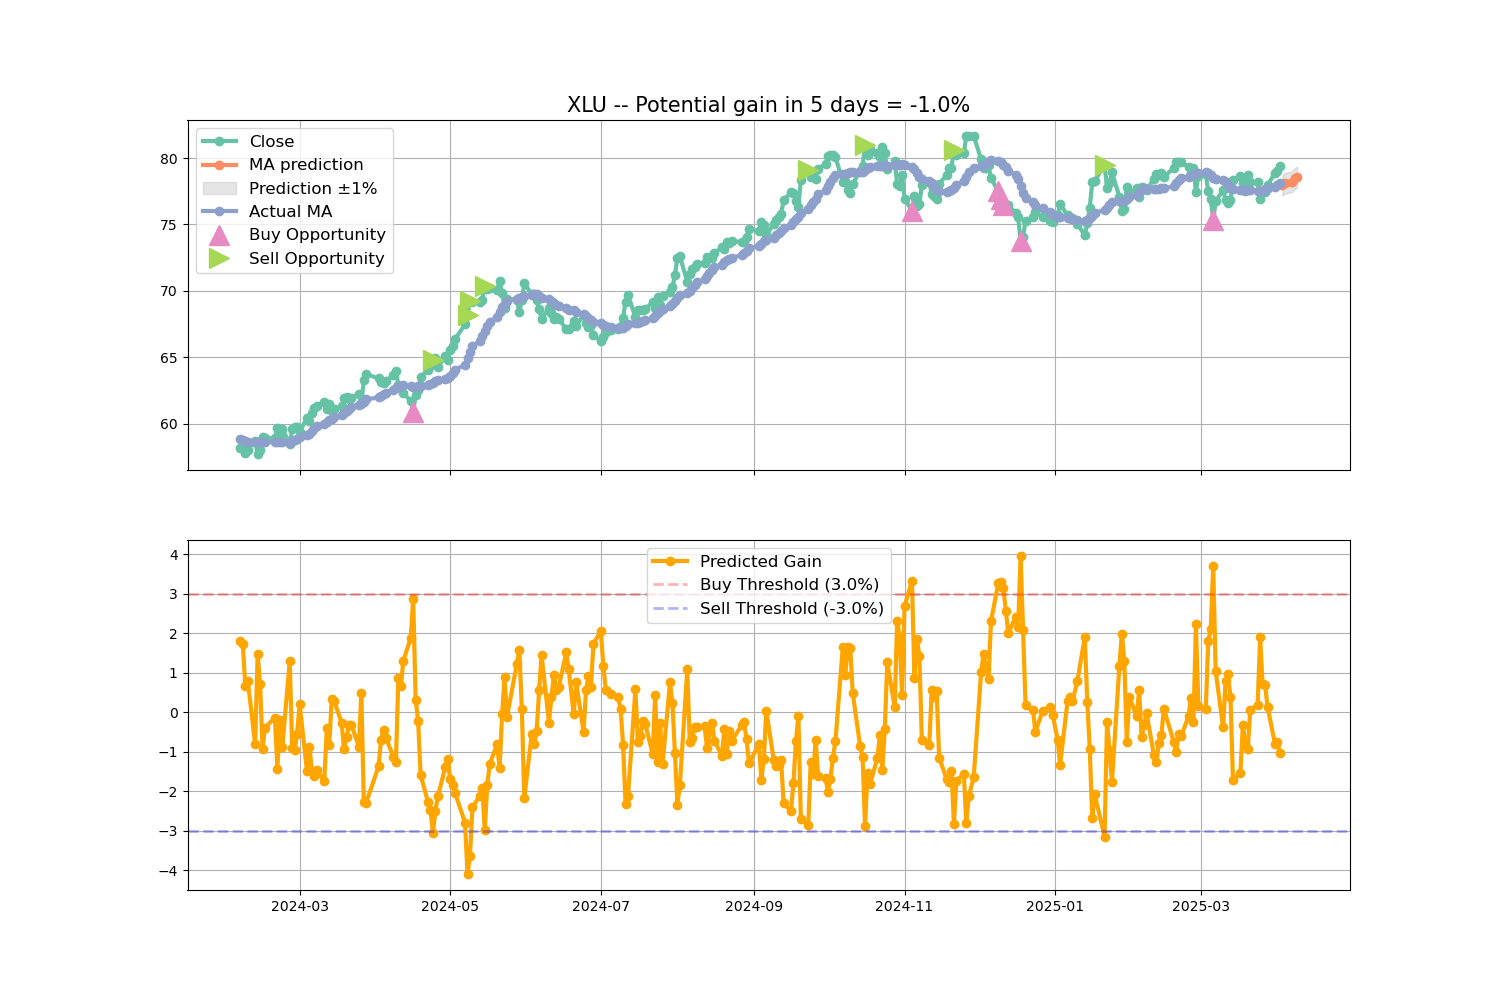 XLU -- Potential gain in 5 days = -1.0%
Close
MA prediction
Prediction ±1%
Actual MA
Buy Opportunity
Sell Opportunity
80
75
70
65
60
Predicted Gain
Buy Threshold (3.0%)
Sell Threshold (-3.0%)
4
3
2
1
0
−1
−2
−3
−4
2024-03
2024-05
2024-07
2024-09
2024-11
2025-01
2025-03